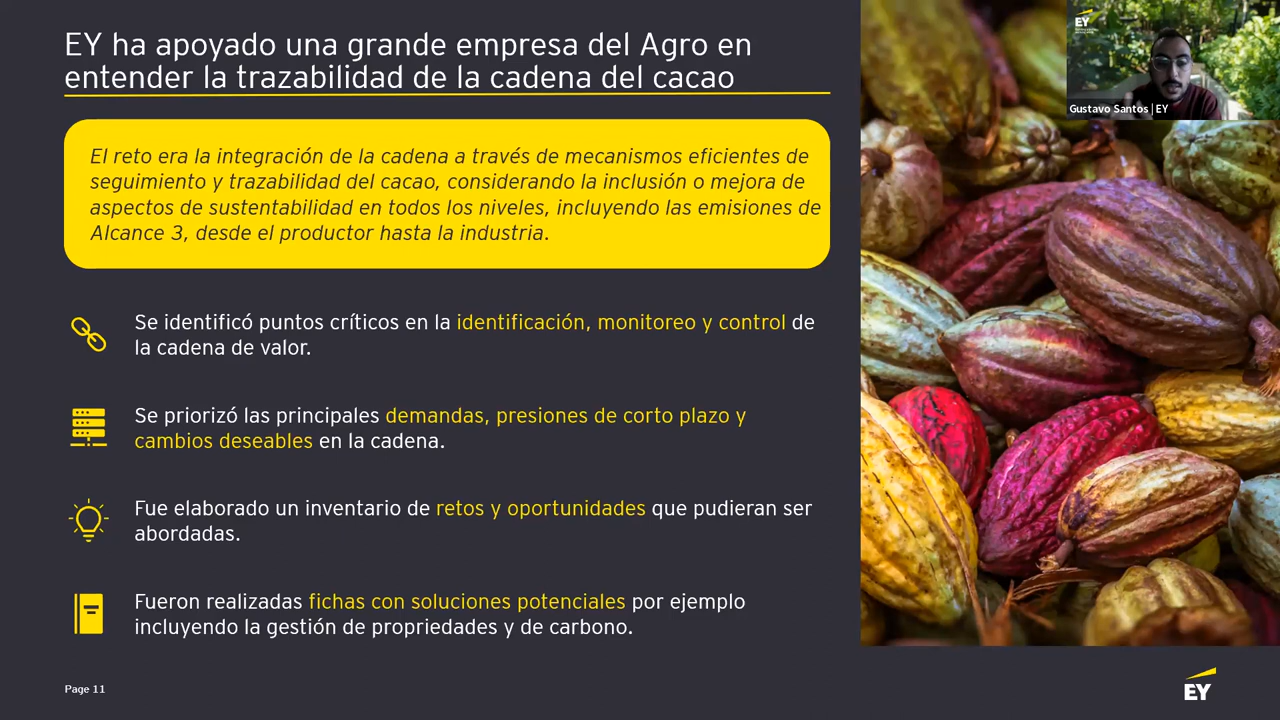 EY ha apoyado una grande empresa del Agro en
entender la trazabilidad de la cadena del cacao
El reto era la integración de la cadena a través de mecanismos eficientes de
seguimiento y trazabilidad del cacao, considerando la inclusión o mejora de
aspectos de sustentabilidad en todos los niveles, incluyendo las emisiones de
Alcance 3, desde el productor hasta la industria.
Se identificó puntos críticos en la identificación, monitoreo y control de
la cadena de valor.
Se priorizó las principales demandas, presiones de corto plazo y
cambios deseables en la cadena.
Fue elaborado un inventario de retos y oportunidades que pudieran ser
abordadas.
Fueron realizadas fichas con soluciones potenciales por ejemplo
incluyendo la gestión de propriedades y de carbono.
Page 11
EY
Gustavo Santos | EY
EY